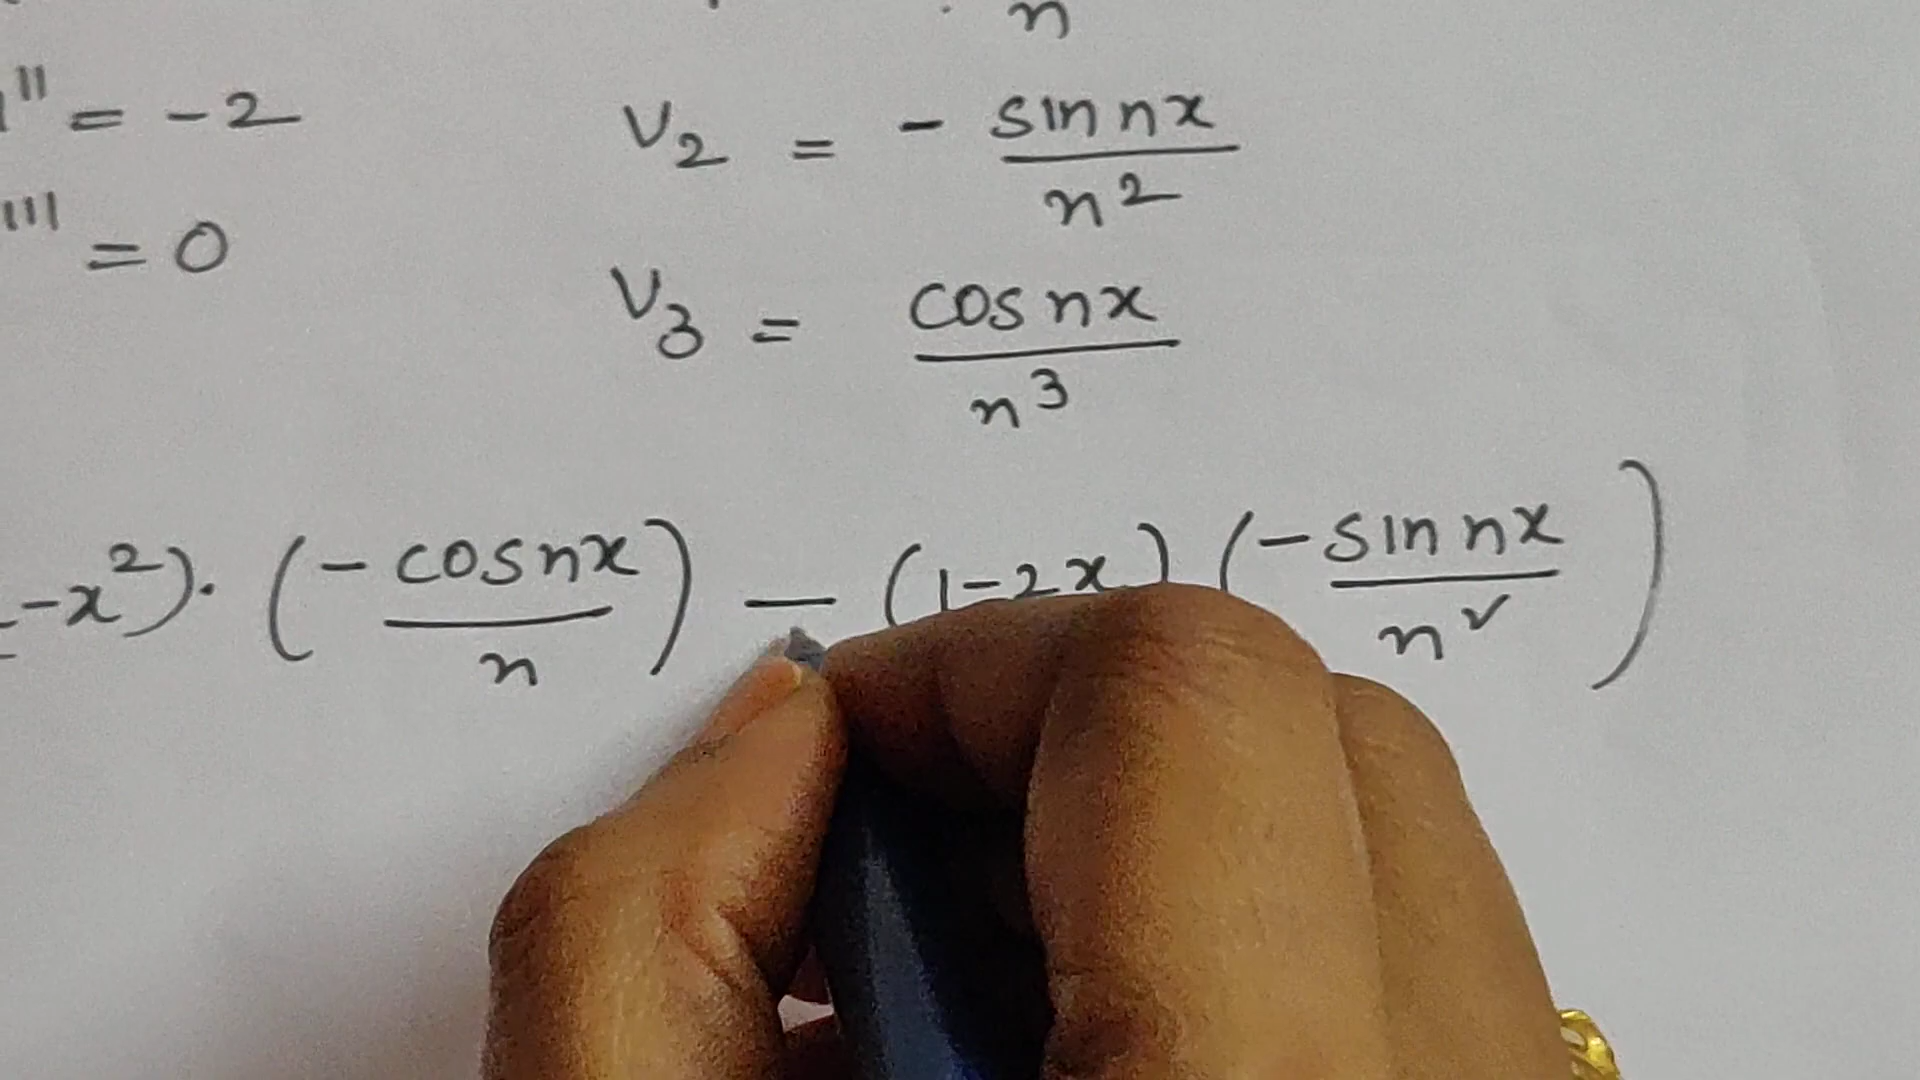 n
'' = -2
V₂ = - sin nx / n²
''' = 0
V₃ = cos nx / n³
-x²). (- cos nx / n) — (1-2x) (- sin nx / n²)